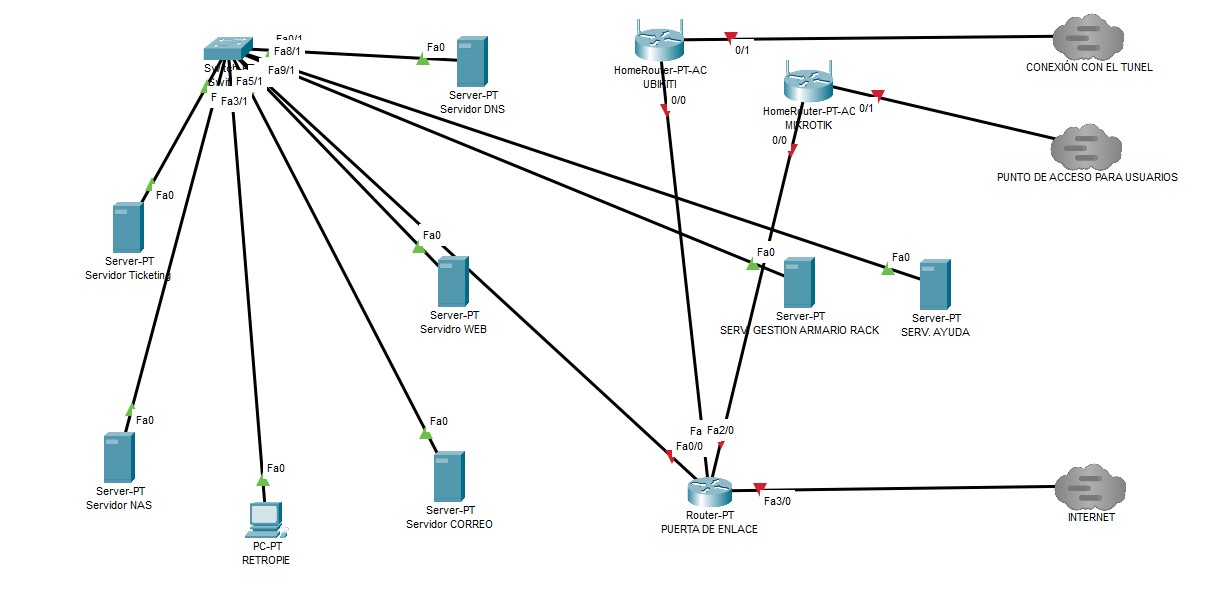 Fa0/1
Fa8/1
Fa9/1
Fa5/1
Fa3/1
Fa0
Server-PT
Servidor DNS
HomeRouter-PT-AC
UBIKITI
0/1
0/0
CONEXIÓN CON EL TUNEL
HomeRouter-PT-AC
MIKROTIK
0/1
0/0
PUNTO DE ACCESO PARA USUARIOS
Fa0
Server-PT
Servidor Ticketing
Fa0
Server-PT
Servidro WEB
Fa0
Server-PT
SERV. GESTION ARMARIO RACK
Fa0
Server-PT
SERV. AYUDA
Fa0
Server-PT
Servidor NAS
Fa0
PC-PT
RETROPIE
Fa0
Server-PT
Servidor CORREO
Fa
Fa2/0
Fa0/0
Fa3/0
Router-PT
PUERTA DE ENLACE
INTERNET